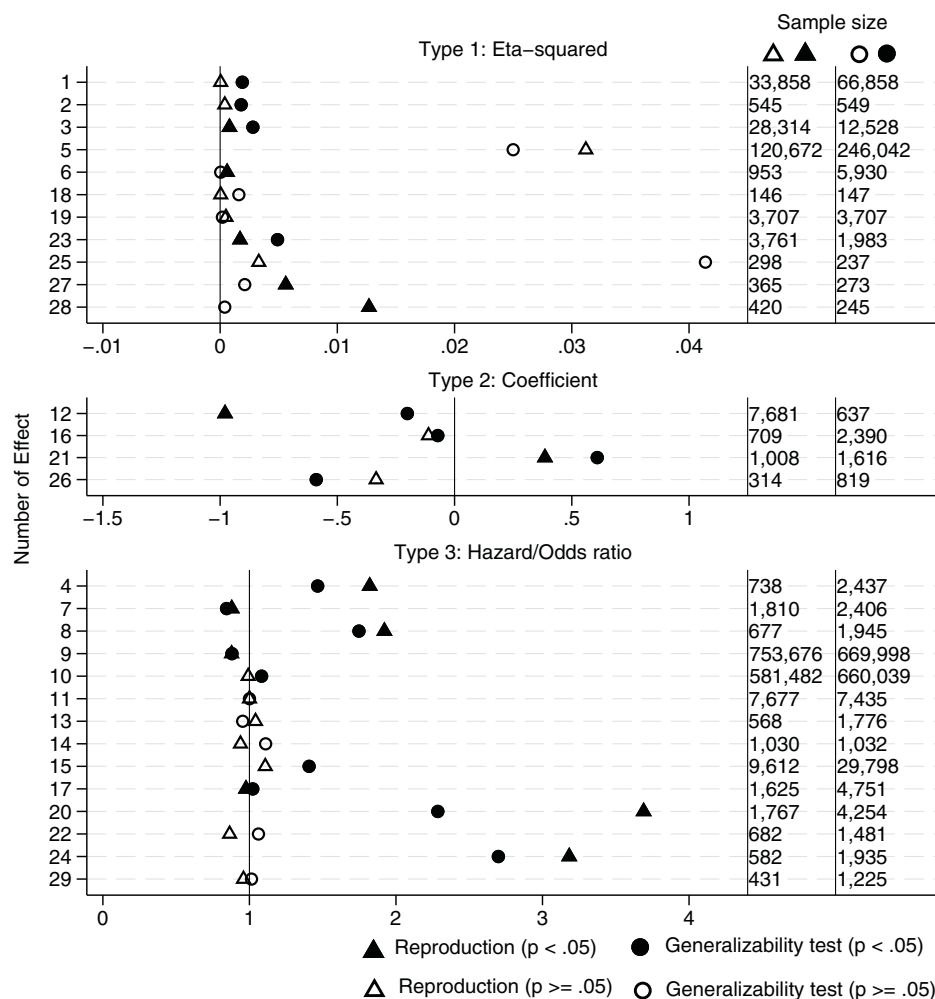 Sample size
Type 1: Eta−squared
1 33,858 66,858
2 545 549
3 28,314 12,528
5 120,672 246,042
6 953 5,930
18 146 147
19 3,707 3,707
23 3,761 1,983
25 298 237
27 365 273
28 420 245
−.01 0 .01 .02 .03 .04
Type 2: Coefficient
12 7,681 637
16 709 2,390
21 1,008 1,616
26 314 819
−1.5 −1 −.5 0 .5 1
Number of Effect
Type 3: Hazard/Odds ratio
4 738 2,437
7 1,810 2,406
8 677 1,945
9 753,676 669,998
10 581,482 660,039
11 7,677 7,435
13 568 1,776
14 1,030 1,032
15 9,612 29,798
17 1,625 4,751
20 1,767 4,254
22 682 1,481
24 582 1,935
29 431 1,225
0 1 2 3 4
Reproduction (p < .05) Generalizability test (p < .05)
Reproduction (p >= .05) Generalizability test (p >= .05)